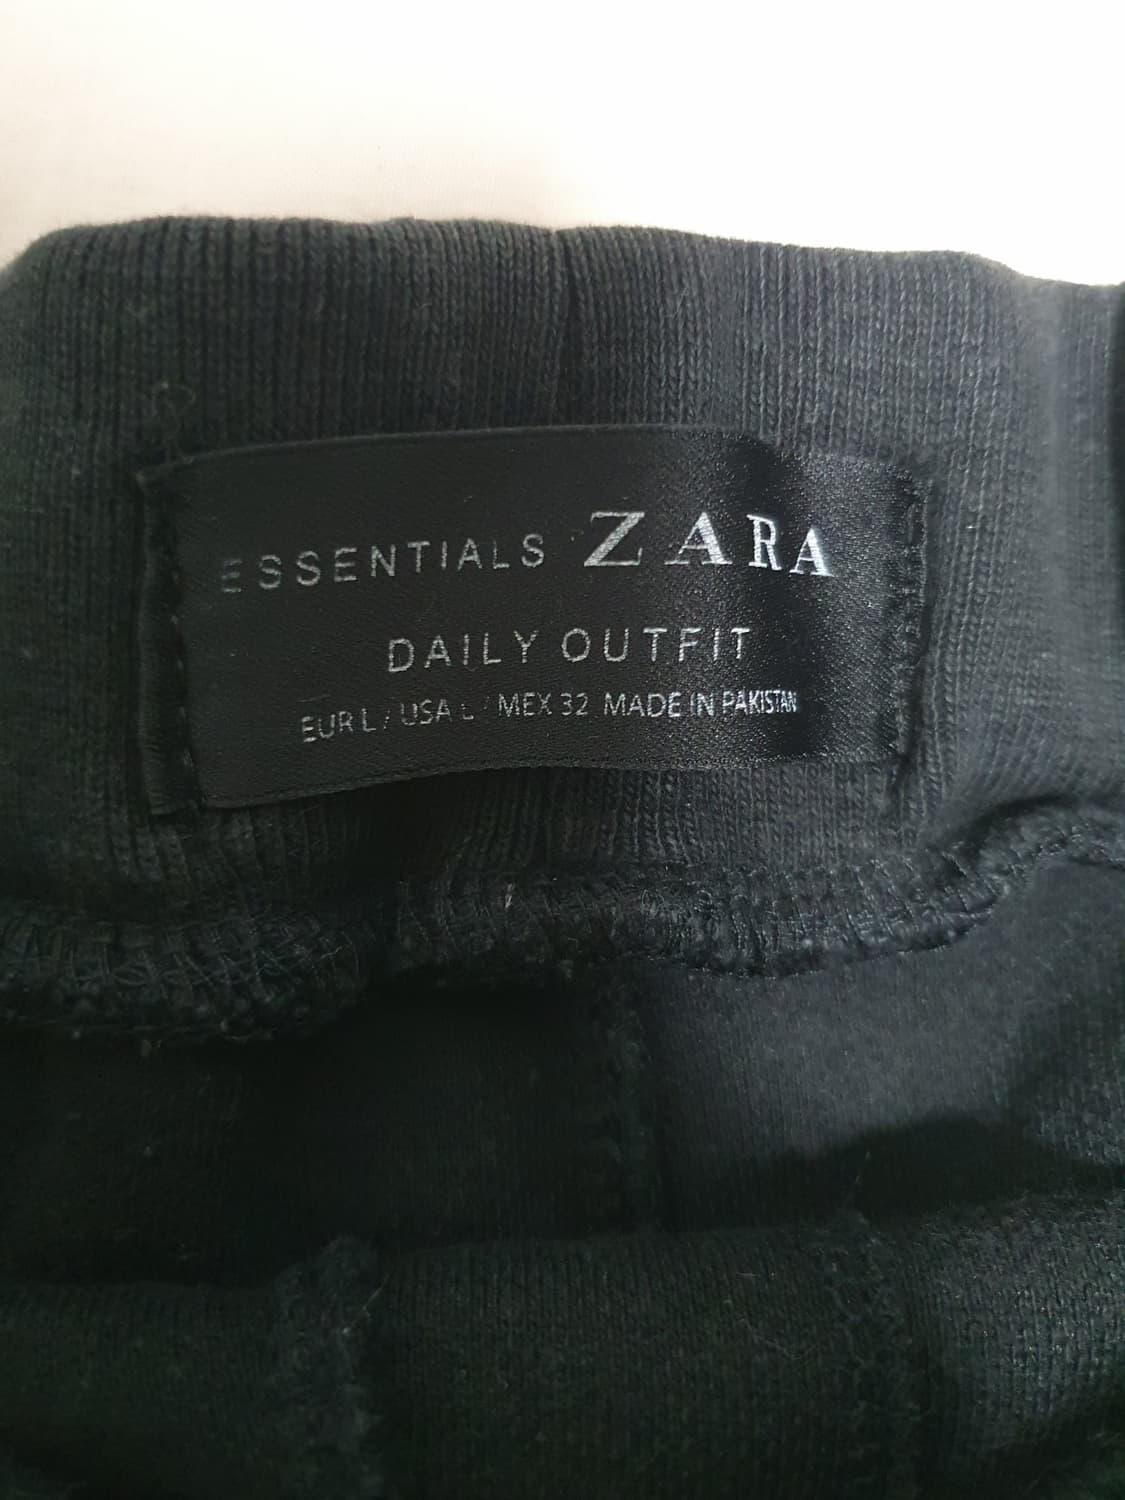 ESSENTIALS ZARA
DAILY OUTFIT
EUR L / USA L / MEX 32 MADE IN PAKISTAN